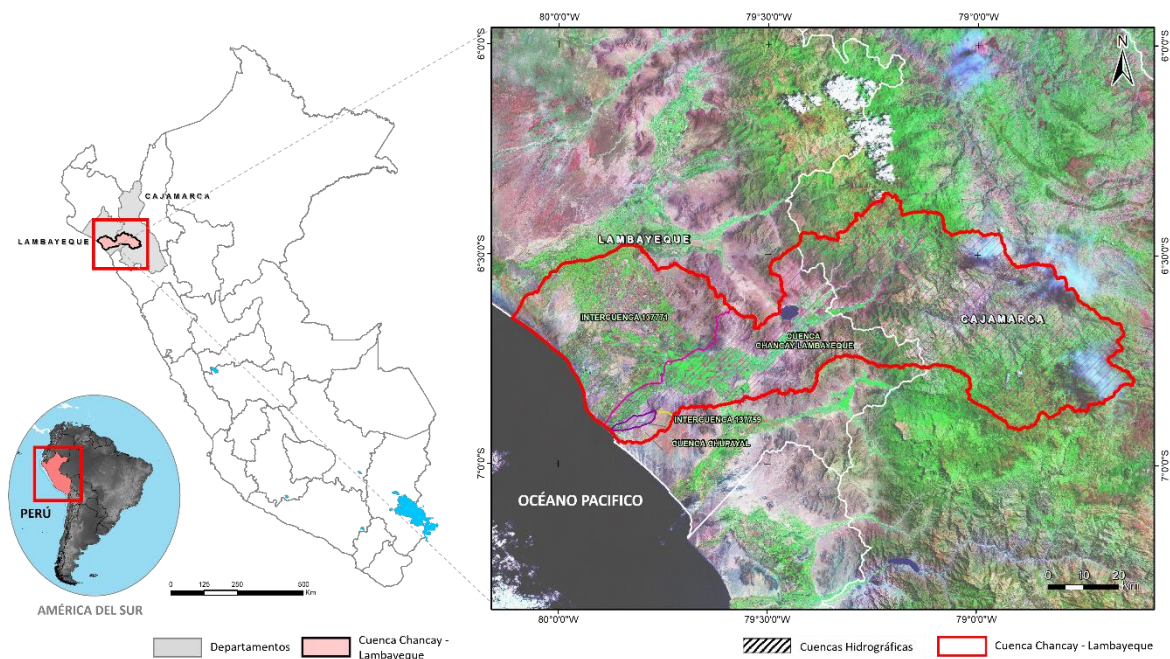 CAJAMARCA
LAMBAYEQUE
PERÚ
AMÉRICA DEL SUR
0 125 250 500
Km
Departamentos
Cuenca Chancay -
Lambayeque
80°0'0"W
79°30'0"W
79°0'0"W
6°0'0"S
6°0'0"S
N
LAMBAYEQUE
6°30'0"S
6°30'0"S
INTERCUENCA 137771
CAJAMARCA
CUENCA
CHANCAY LAMBAYEQUE
INTERCUENCA 137759
CUENCA CHUPAYAL
7°0'0"S
7°0'0"S
OCÉANO PACIFICO
0 10 20
Km
80°0'0"W
79°30'0"W
79°0'0"W
Cuencas Hidrográficas
Cuenca Chancay - Lambayeque